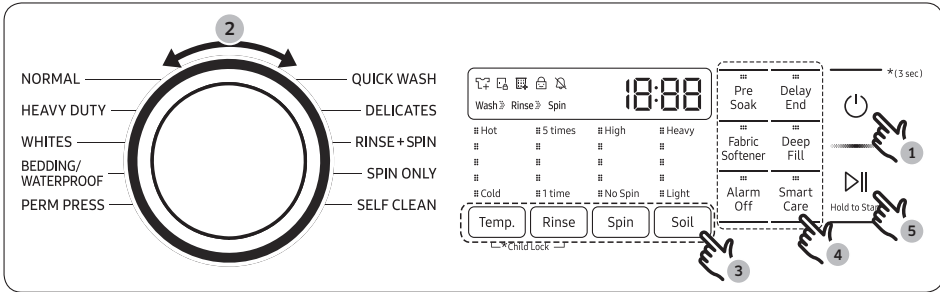 2
NORMAL
HEAVY DUTY
WHITES
BEDDING/
WATERPROOF
PERM PRESS
QUICK WASH
DELICATES
RINSE + SPIN
SPIN ONLY
SELF CLEAN
18:88
Wash Rinse Spin
Hot 5 times High Heavy
Cold 1 time No Spin Light
Temp. Rinse Spin Soil
*Child Lock
3
Pre
Soak
Delay
End
Fabric
Softener
Deep
Fill
Alarm
Off
Smart
Care
4
*(3 sec)
1
Hold to Start
5